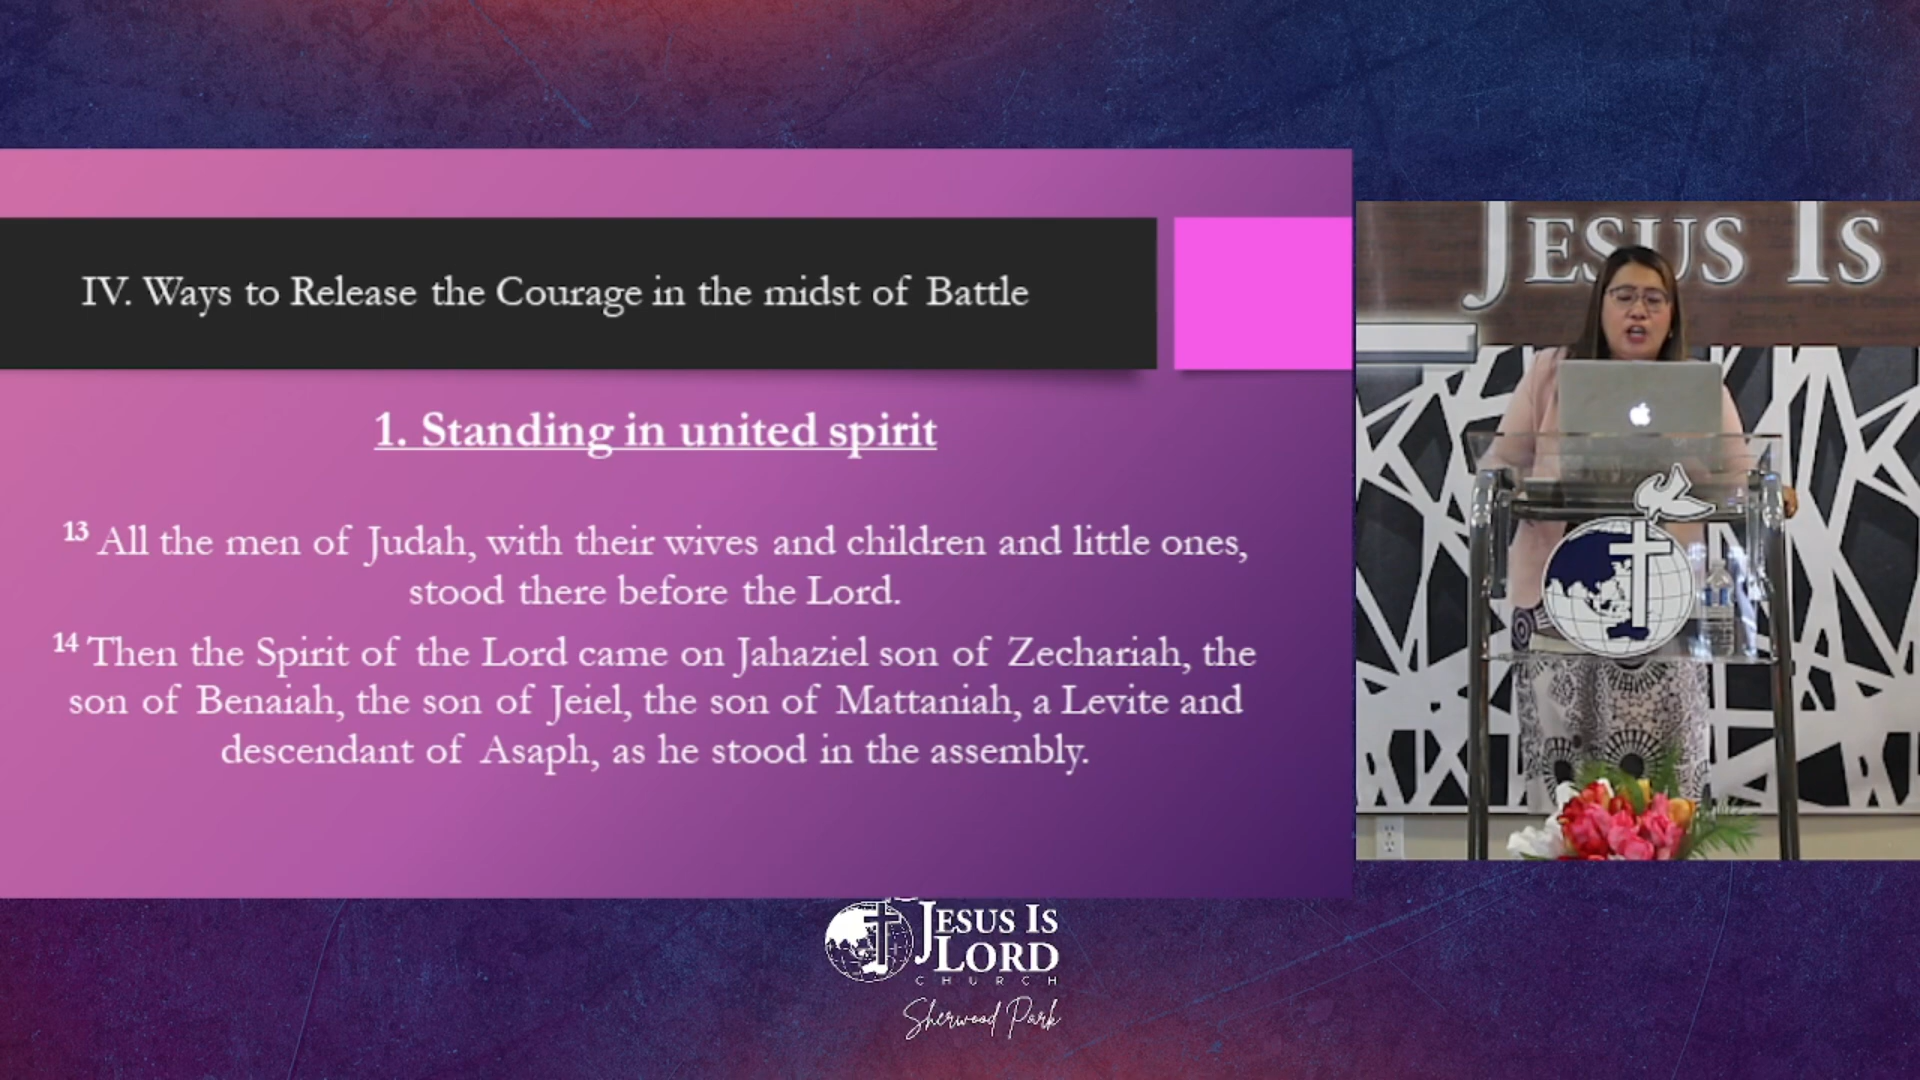 IV. Ways to Release the Courage in the midst of Battle
1. Standing in united spirit
13 All the men of Judah, with their wives and children and little ones,
stood there before the Lord.
14 Then the Spirit of the Lord came on Jahaziel son of Zechariah, the
son of Benaiah, the son of Jeiel, the son of Mattaniah, a Levite and
descendant of Asaph, as he stood in the assembly.
JESUS IS
JESUS IS
LORD
CHURCH
Sherwood Park